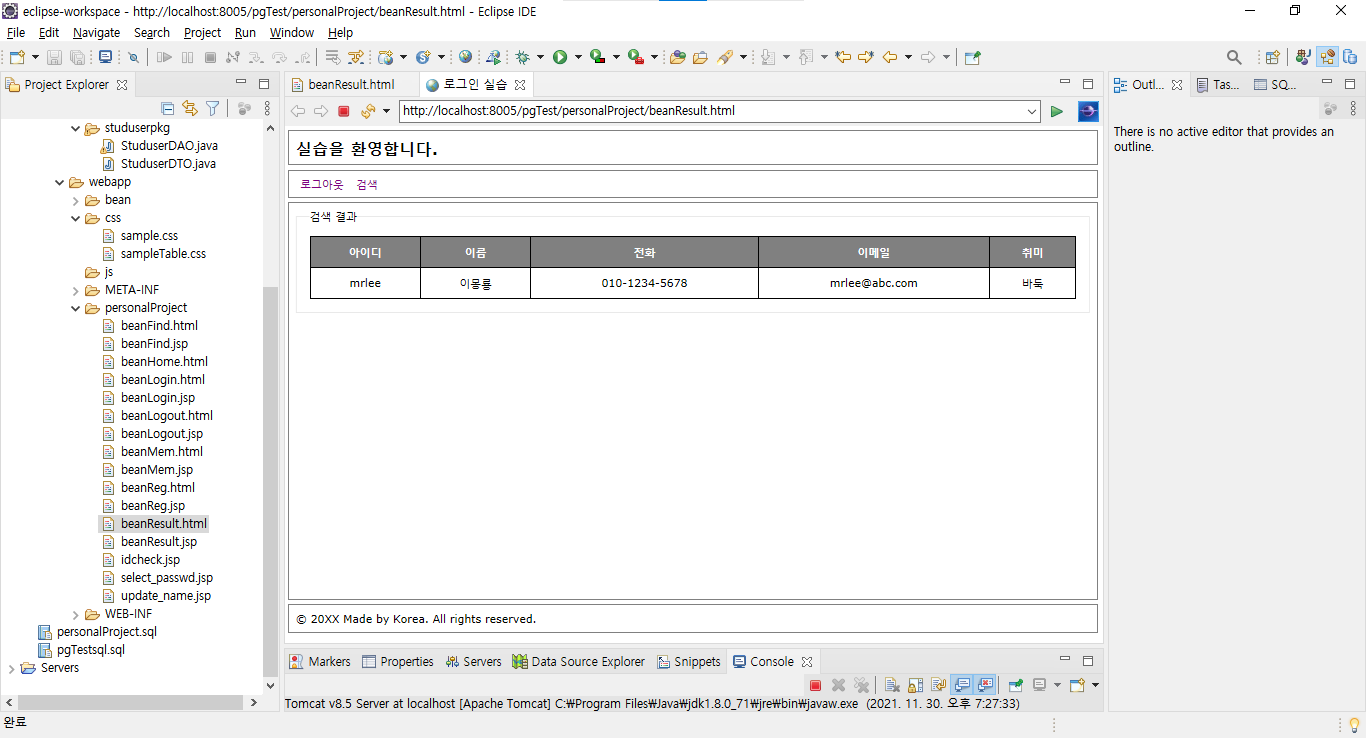 eclipse-workspace - http://localhost:8005/pgTest/personalProject/beanResult.html - Eclipse IDE
File Edit Navigate Search Project Run Window Help
Project Explorer
studuserpkg
StuduserDAO.java
StuduserDTO.java
webapp
bean
css
sample.css
sampleTable.css
js
META-INF
personalProject
beanFind.html
beanFind.jsp
beanHome.html
beanLogin.html
beanLogin.jsp
beanLogout.html
beanLogout.jsp
beanMem.html
beanMem.jsp
beanReg.html
beanReg.jsp
beanResult.html
beanResult.jsp
idcheck.jsp
select_passwd.jsp
update_name.jsp
WEB-INF
personalProject.sql
pgTestsql.sql
Servers
beanResult.html 로그인 실습
http://localhost:8005/pgTest/personalProject/beanResult.html
실습을 환영합니다.
로그아웃 검색
검색 결과
아이디 이름 전화 이메일 취미
mrlee 이몽룡 010-1234-5678 mrlee@abc.com 바둑
© 20XX Made by Korea. All rights reserved.
Markers Properties Servers Data Source Explorer Snippets Console
Tomcat v8.5 Server at localhost [Apache Tomcat] C:₩Program Files₩Java₩jdk1.8.0_71₩jre₩bin₩javaw.exe (2021. 11. 30. 오후 7:27:33)
Outl... Tas... SQ...
There is no active editor that provides an
outline.
완료